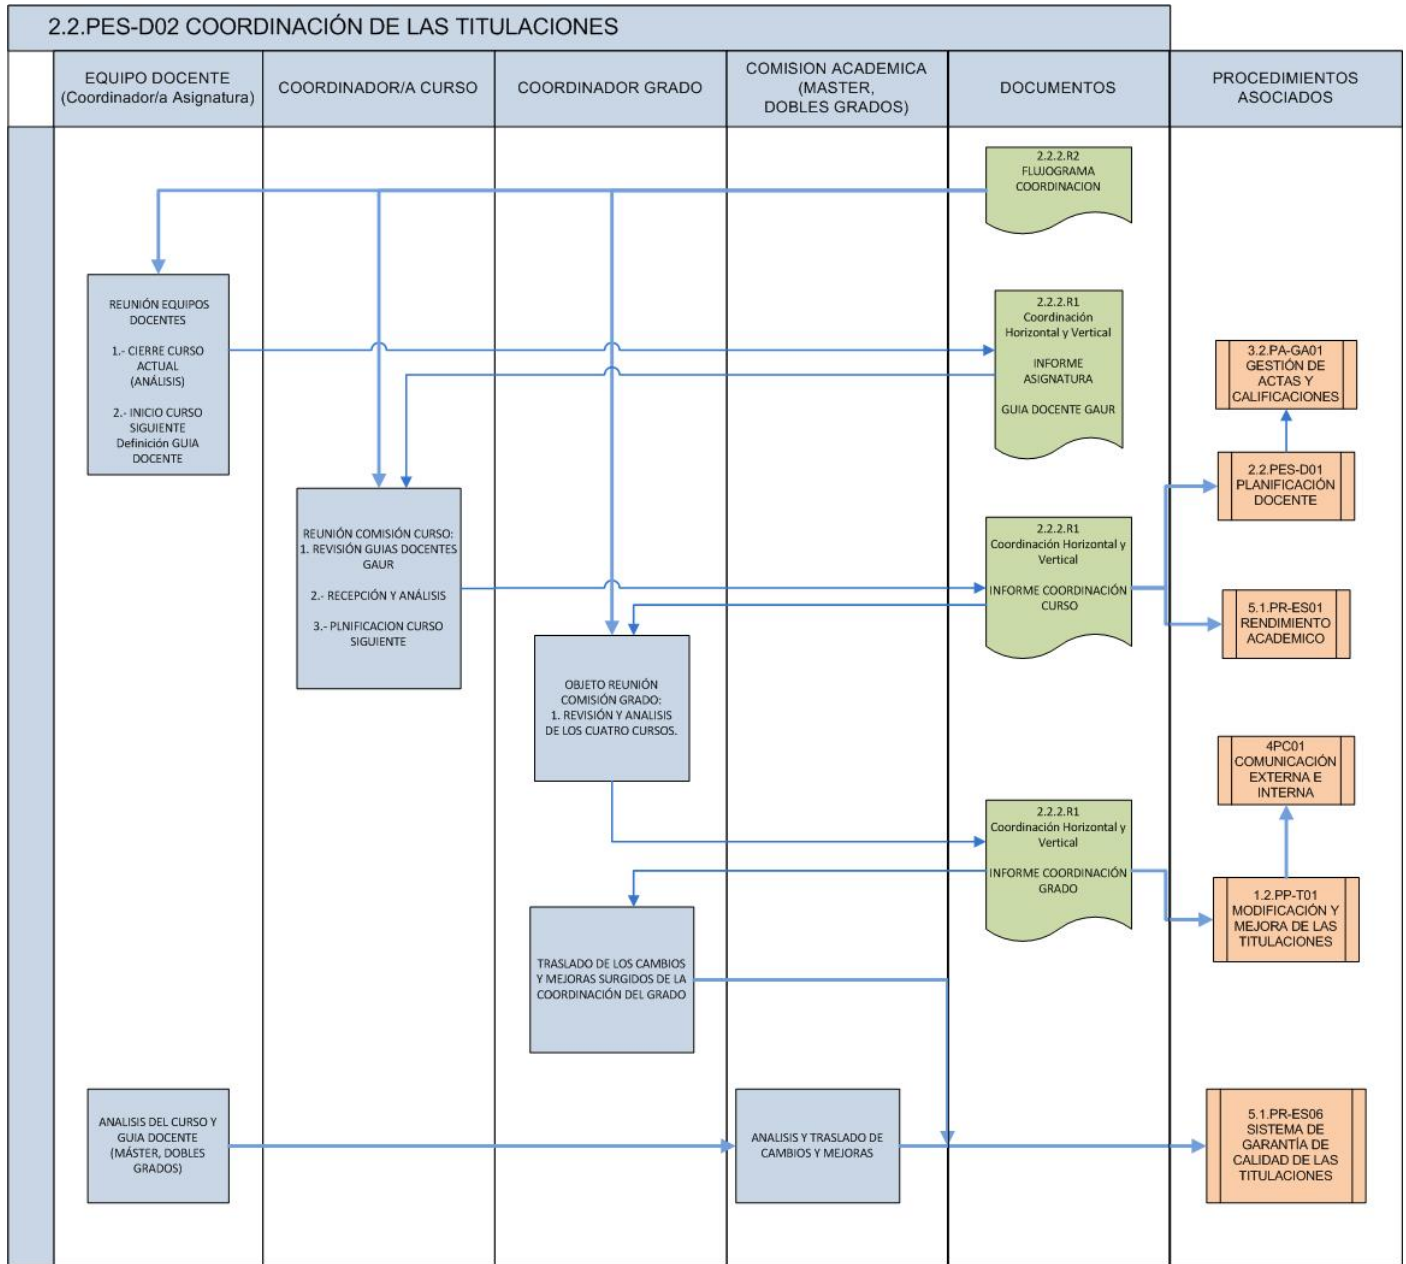 2.2.PES-D02 COORDINACIÓN DE LAS TITULACIONES
EQUIPO DOCENTE
(Coordinador/a Asignatura)
COORDINADOR/A CURSO
COORDINADOR GRADO
COMISION ACADEMICA
(MASTER,
DOBLES GRADOS)
DOCUMENTOS
PROCEDIMIENTOS
ASOCIADOS
2.2.2.R2
FLUJOGRAMA
COORDINACION
REUNIÓN EQUIPOS
DOCENTES
1.- CIERRE CURSO
ACTUAL
(ANÁLISIS)
2.- INICIO CURSO
SIGUIENTE
Definición GUIA
DOCENTE
2.2.2.R1
Coordinación
Horizontal y Vertical
INFORME
ASIGNATURA
GUIA DOCENTE GAUR
3.2.PA-GA01
GESTIÓN DE
ACTAS Y
CALIFICACIONES
2.2.PES-D01
PLANIFICACIÓN
DOCENTE
REUNIÓN COMISIÓN CURSO:
1. REVISIÓN GUIAS DOCENTES
GAUR
2.- RECEPCIÓN Y ANÁLISIS
3.- PLNIFICACION CURSO
SIGUIENTE
2.2.2.R1
Coordinación Horizontal y
Vertical
INFORME COORDINACIÓN
CURSO
5.1.PR-ES01
RENDIMIENTO
ACADEMICO
OBJETO REUNIÓN
COMISIÓN GRADO:
1. REVISIÓN Y ANALISIS
DE LOS CUATRO CURSOS.
4PC01
COMUNICACIÓN
EXTERNA E
INTERNA
2.2.2.R1
Coordinación Horizontal y
Vertical
INFORME COORDINACIÓN
GRADO
1.2.PP-T01
MODIFICACIÓN Y
MEJORA DE LAS
TITULACIONES
TRASLADO DE LOS CAMBIOS
Y MEJORAS SURGIDOS DE LA
COORDINACIÓN DEL GRADO
ANALISIS DEL CURSO Y
GUIA DOCENTE
(MÁSTER, DOBLES
GRADOS)
ANALISIS Y TRASLADO DE
CAMBIOS Y MEJORAS
5.1.PR-ES06
SISTEMA DE
GARANTÍA DE
CALIDAD DE LAS
TITULACIONES